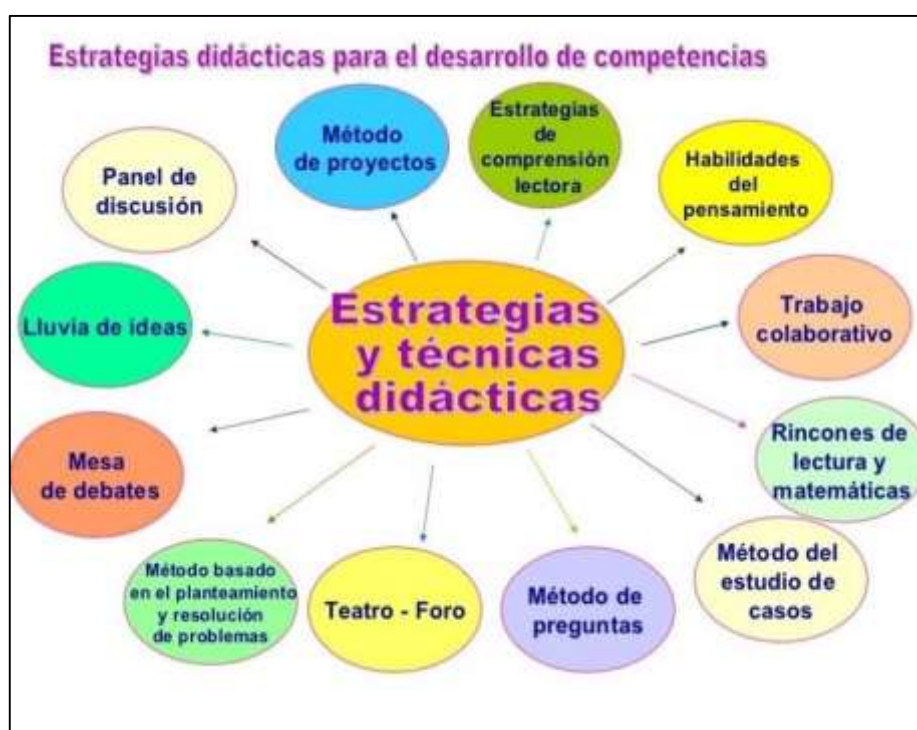 Estrategias didácticas para el desarrollo de competencias
Método
de proyectos
Estrategias
de
comprensión
lectora
Habilidades
del
pensamiento
Panel de
discusión
Trabajo
colaborativo
Lluvia de ideas
Estrategias
y técnicas
didácticas
Rincones de
lectura y
matemáticas
Mesa
de debates
Método del
estudio de
casos
Método de
preguntas
Teatro - Foro
Método basado
en el planteamiento
y resolución
de problemas